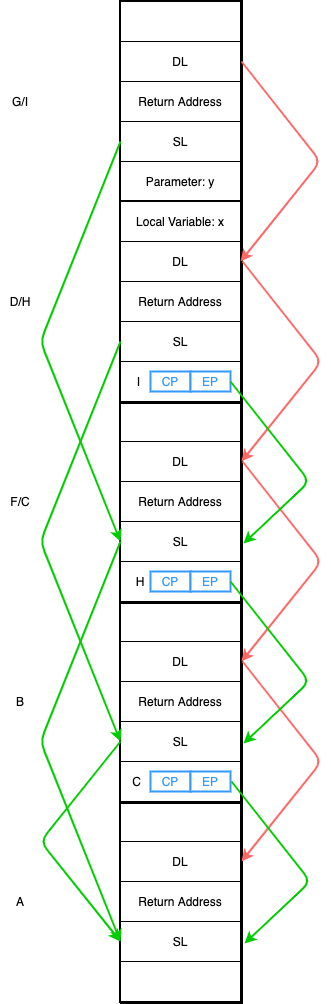 DL
G/I
Return Address
SL
Parameter: y
Local Variable: x
DL
D/H
Return Address
SL
I CP EP
DL
F/C
Return Address
SL
H CP EP
DL
B
Return Address
SL
C CP EP
DL
A
Return Address
SL